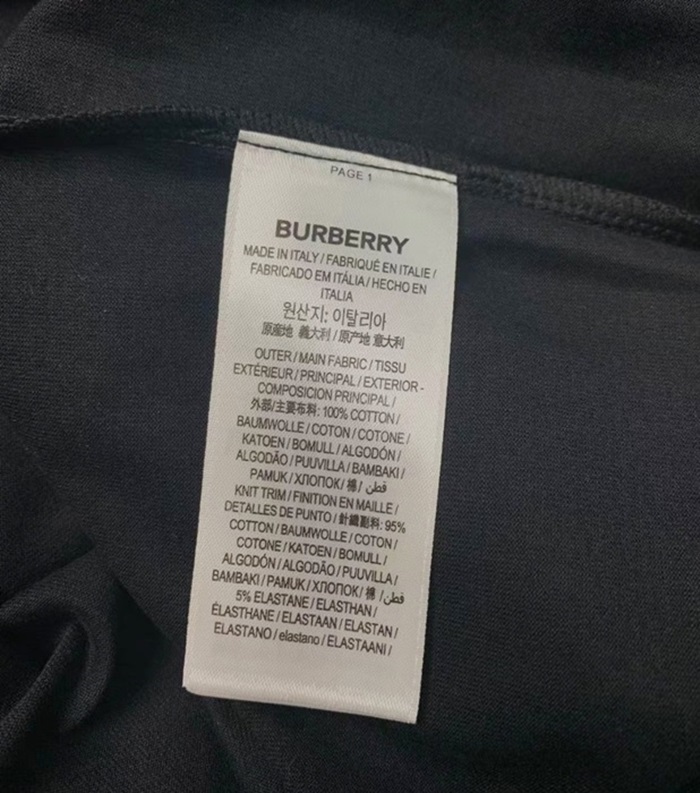 PAGE 1
BURBERRY
MADE IN ITALY / FABRIQUÉ EN ITALIE /
FABRICADO EM ITÁLIA / HECHO EN
ITALIA
원산지: 이탈리아
原産地 義大利 / 原产地 意大利
OUTER / MAIN FABRIC / TISSU
EXTÉRIEUR / PRINCIPAL / EXTERIOR -
COMPOSICION PRINCIPAL /
外部/主要布料: 100% COTTON /
BAUMWOLLE / COTON / COTONE /
KATOEN / BOMULL / ALGODÓN /
ALGODÃO / PUUVILLA / BAMBAKI /
PAMUK / ХЛОПОК / 棉 / قطن
KNIT TRIM / FINITION EN MAILLE /
DETALLES DE PUNTO / 針織副料: 95%
COTTON / BAUMWOLLE / COTON /
COTONE / KATOEN / BOMULL /
ALGODÓN / ALGODÃO / PUUVILLA /
BAMBAKI / PAMUK / ХЛОПОК / 棉 / قطن /
5% ELASTANE / ELASTHAN /
ÉLASTHANE / ELASTAAN / ELASTAN /
ELASTANO / elastano / ELASTAANI /